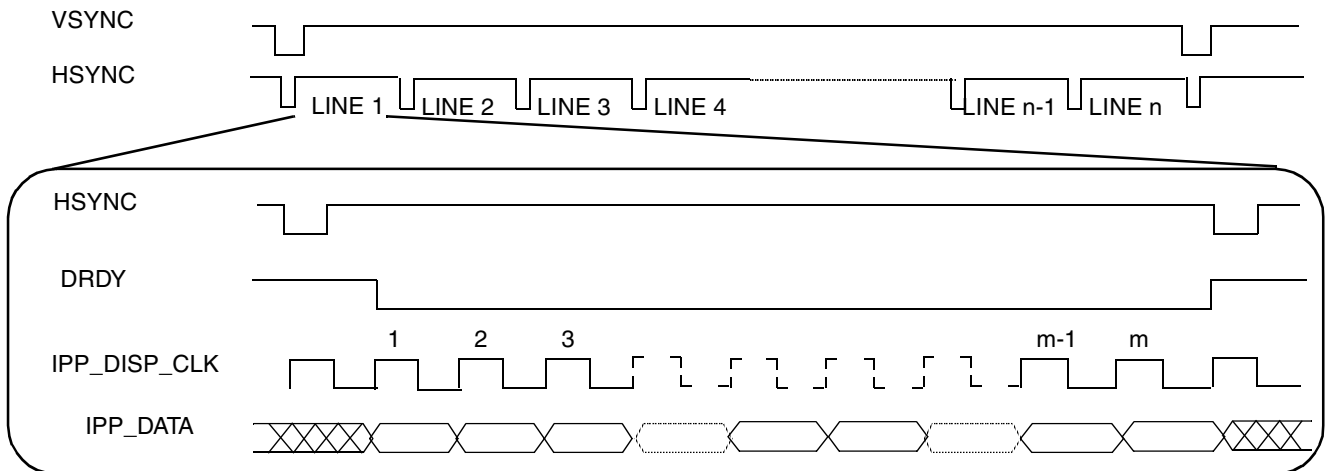 VSYNC
HSYNC
LINE 1 LINE 2 LINE 3 LINE 4 LINE n-1 LINE n
HSYNC
DRDY
1 2 3 m-1 m
IPP_DISP_CLK
IPP_DATA